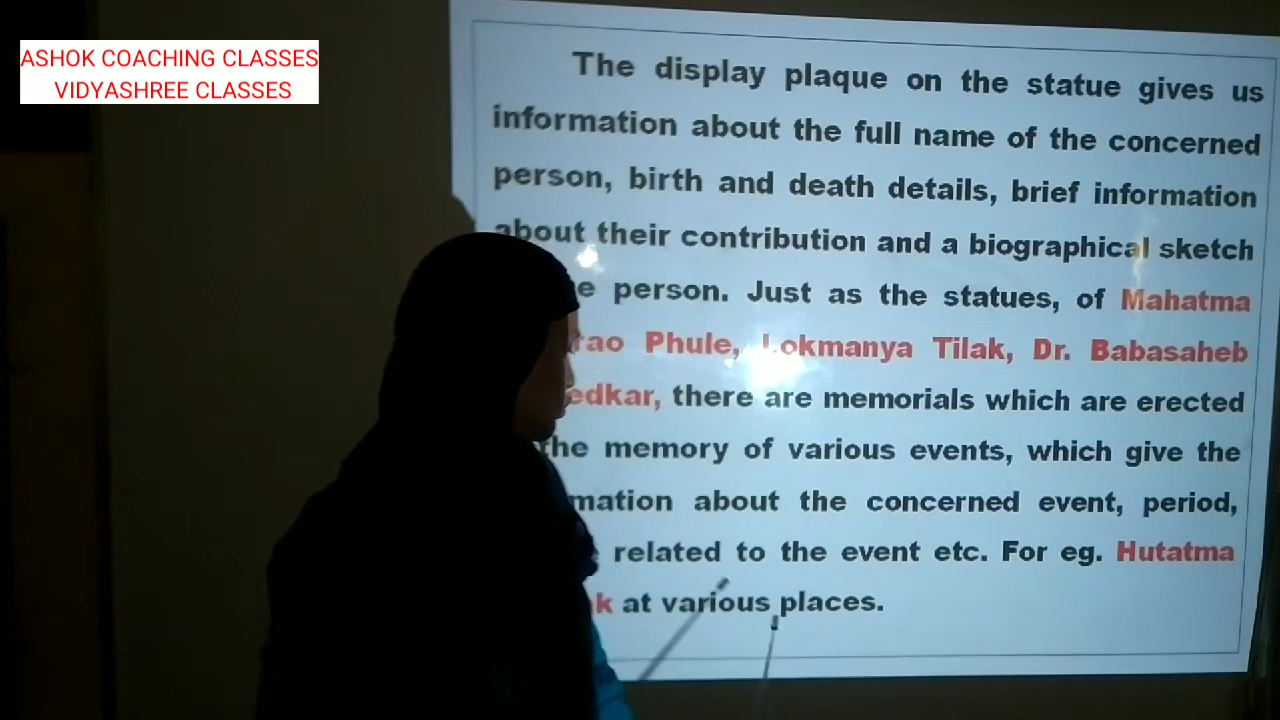 ASHOK COACHING CLASSES
VIDYASHREE CLASSES
The display plaque on the statue gives us
information about the full name of the concerned
person, birth and death details, brief information
about their contribution and a biographical sketch
person. Just as the statues, of Mahatma
Phule, Lokmanya Tilak, Dr. Babasaheb
there are memorials which are erected
the memory of various events, which give the
about the concerned event, period,
related to the event etc. For eg. Hutatma
at various places.